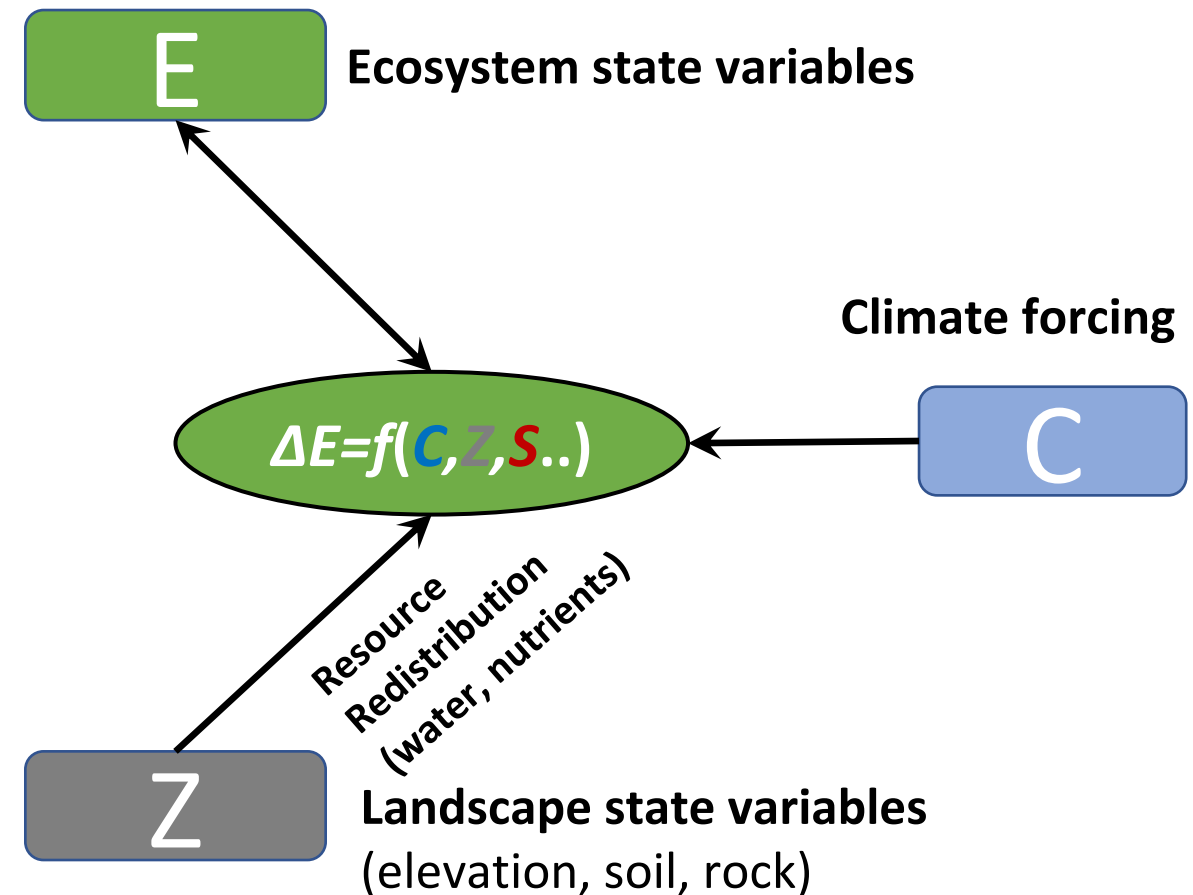 E
Ecosystem state variables
Climate forcing
C
ΔE=f(C,Z,S..)
Resource
Redistribution
(water, nutrients)
Z
Landscape state variables
(elevation, soil, rock)